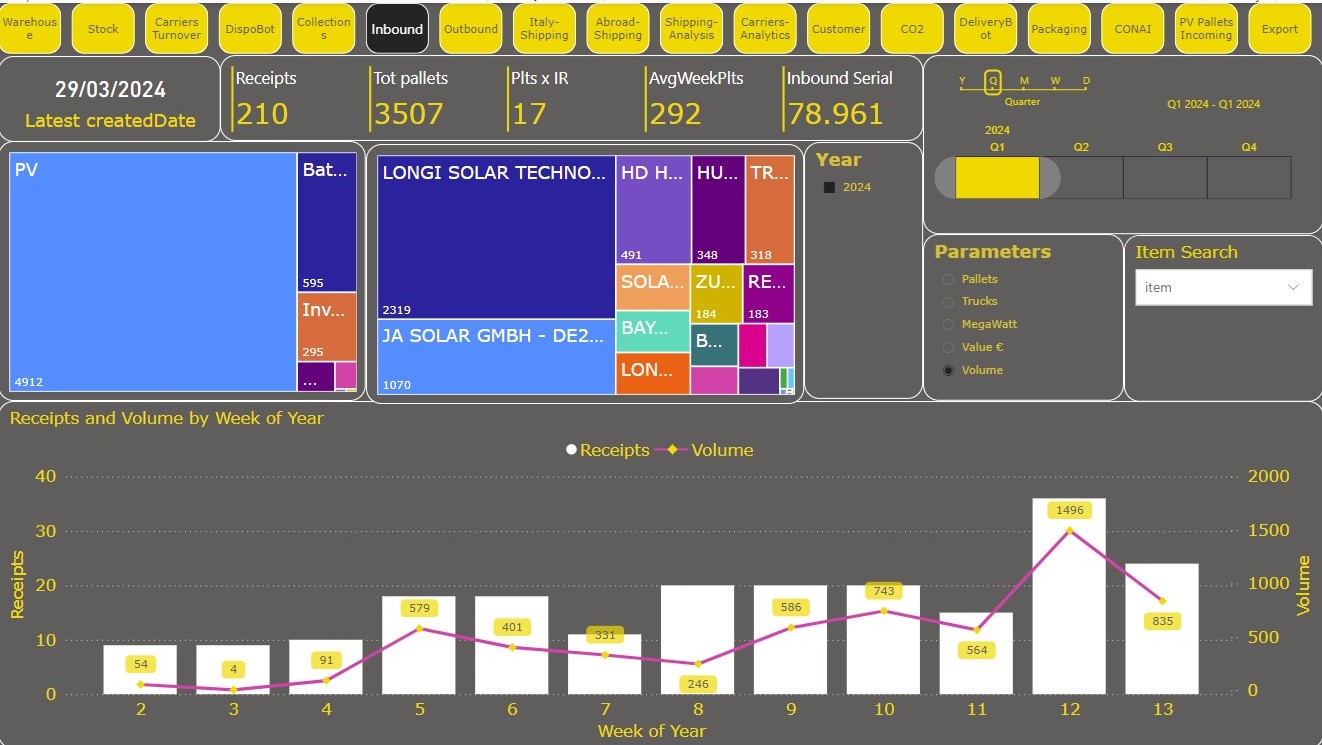 Warehous
e
Stock
Carriers
Turnover
DispoBot
Collection
s
Inbound
Outbound
Italy-
Shipping
Abroad-
Shipping
Shipping-
Analysis
Carriers-
Analytics
Customer
CO2
DeliveryB
ot
Packaging
CONAI
PV Pallets
Incoming
Export
29/03/2024
Latest createdDate
Receipts
210
Tot pallets
3507
Plts x IR
17
AvgWeekPlts
292
Inbound Serial
78.961
Y Q M W D
Quarter
Q1 2024 - Q1 2024
2024
Q1 Q2 Q3 Q4
PV
4912
Bat...
595
Inv...
295
...
LONGI SOLAR TECHNO...
2319
JA SOLAR GMBH - DE2...
1070
HD H...
491
HU...
348
TR...
318
SOLA...
ZU...
184
RE...
183
BAY...
B...
LON...
Year
2024
Parameters
Pallets
Trucks
MegaWatt
Value €
Volume
Item Search
item
Receipts and Volume by Week of Year
Receipts Volume
40
30
20
10
0
Receipts
54
4
91
579
401
331
246
586
743
564
1496
835
2000
1500
1000
500
0
Volume
2 3 4 5 6 7 8 9 10 11 12 13
Week of Year